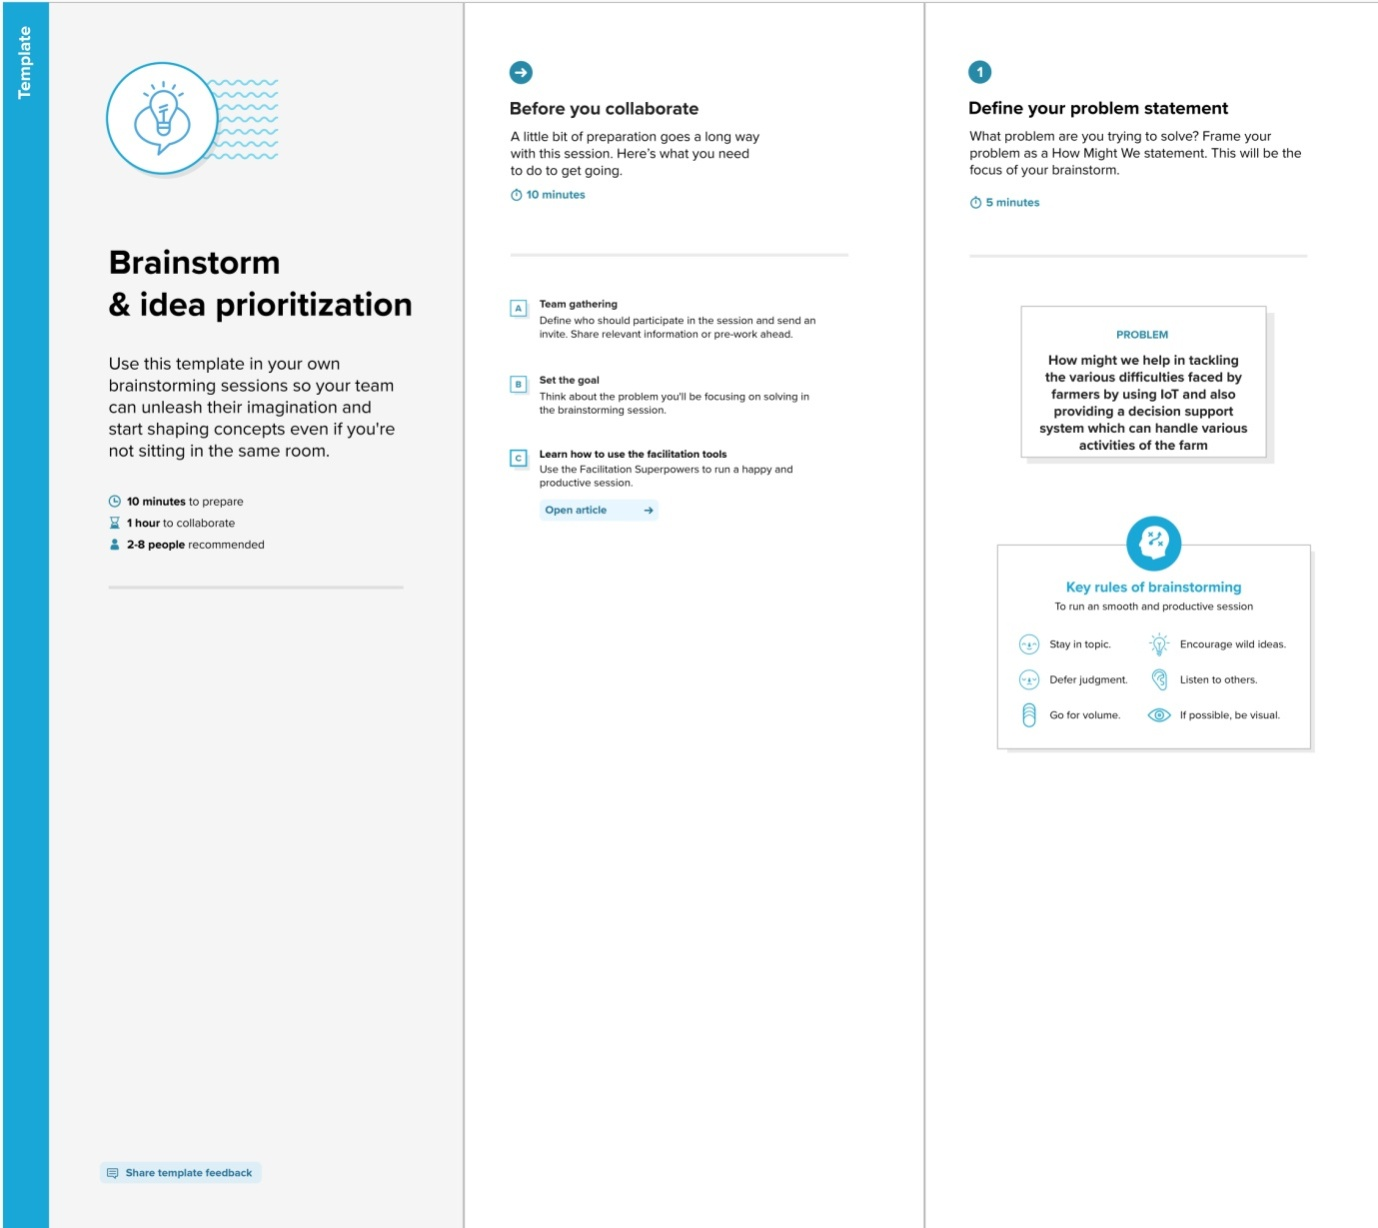 Template
Brainstorm
& idea prioritization
Use this template in your own
brainstorming sessions so your team
can unleash their imagination and
start shaping concepts even if you're
not sitting in the same room.
10 minutes to prepare
1 hour to collaborate
2-8 people recommended
Share template feedback
Before you collaborate
A little bit of preparation goes a long way
with this session. Here's what you need
to do to get going.
10 minutes
A
Team gathering
Define who should participate in the session and send an
invite. Share relevant information or pre-work ahead.
B
Set the goal
Think about the problem you'll be focusing on solving in
the brainstorming session.
C
Learn how to use the facilitation tools
Use the Facilitation Superpowers to run a happy and
productive session.
Open article
1
Define your problem statement
What problem are you trying to solve? Frame your
problem as a How Might We statement. This will be the
focus of your brainstorm.
5 minutes
PROBLEM
How might we help in tackling
the various difficulties faced by
farmers by using IoT and also
providing a decision support
system which can handle various
activities of the farm
Key rules of brainstorming
To run an smooth and productive session
Stay in topic.
Encourage wild ideas.
Defer judgment.
Listen to others.
Go for volume.
If possible, be visual.